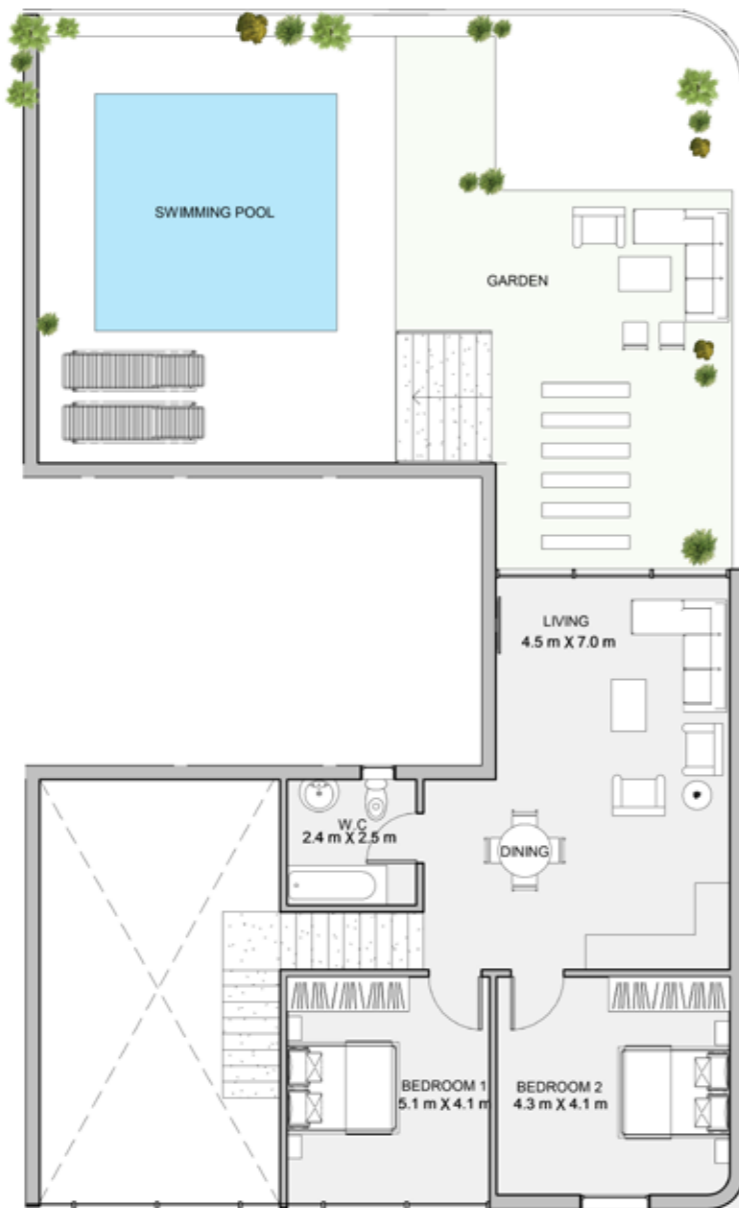 SWIMMING POOL
GARDEN
LIVING
4.5 m X 7.0 m
W.C
2.4 m X 2.5 m
DINING
BEDROOM 1
5.1 m X 4.1 m
BEDROOM 2
4.3 m X 4.1 m